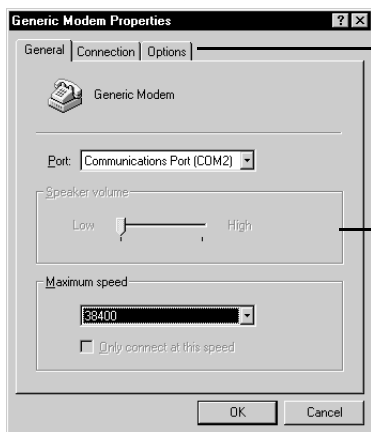 Generic Modem Properties
General Connection Options
Generic Modem
Port: Communications Port (COM2)
Speaker volume
Low High
Maximum speed
38400
Only connect at this speed
OK Cancel